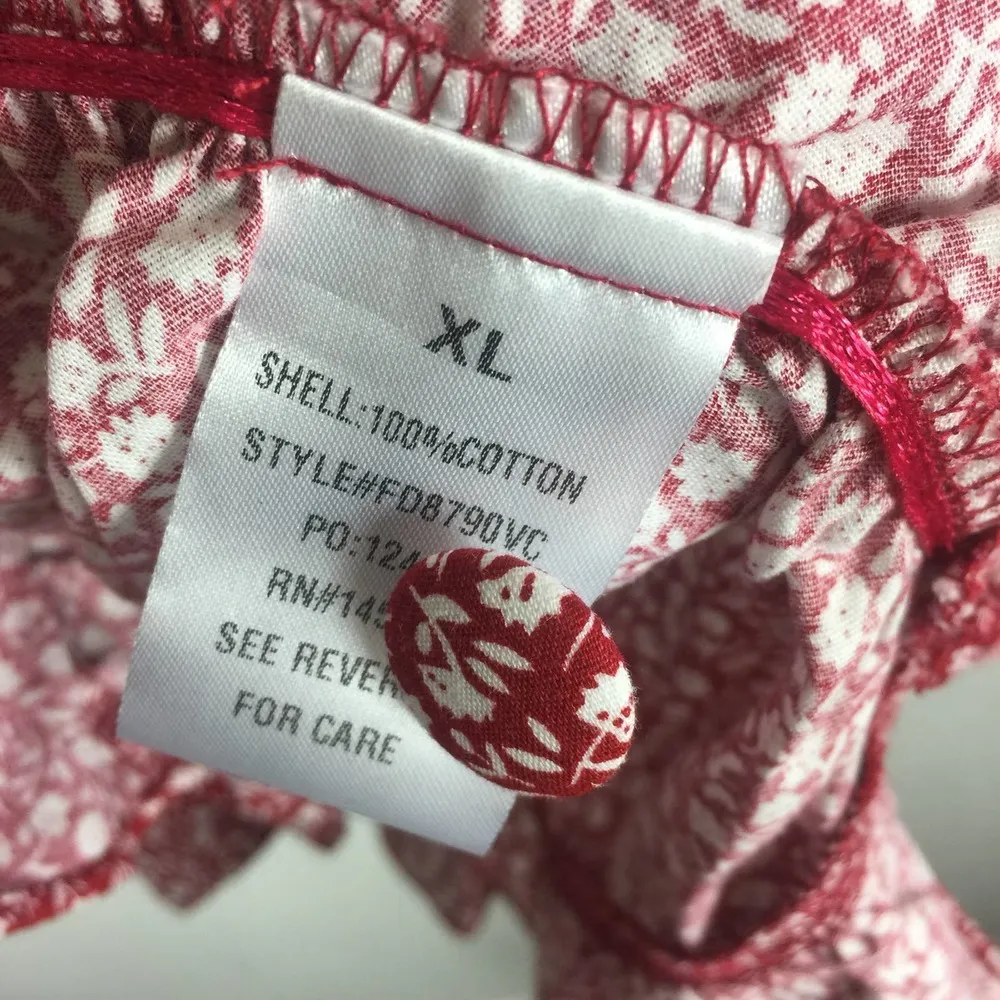 XL
SHELL:100%COTTON
STYLE#FD8790VC
PO:124
RN#145
SEE REVER
FOR CARE